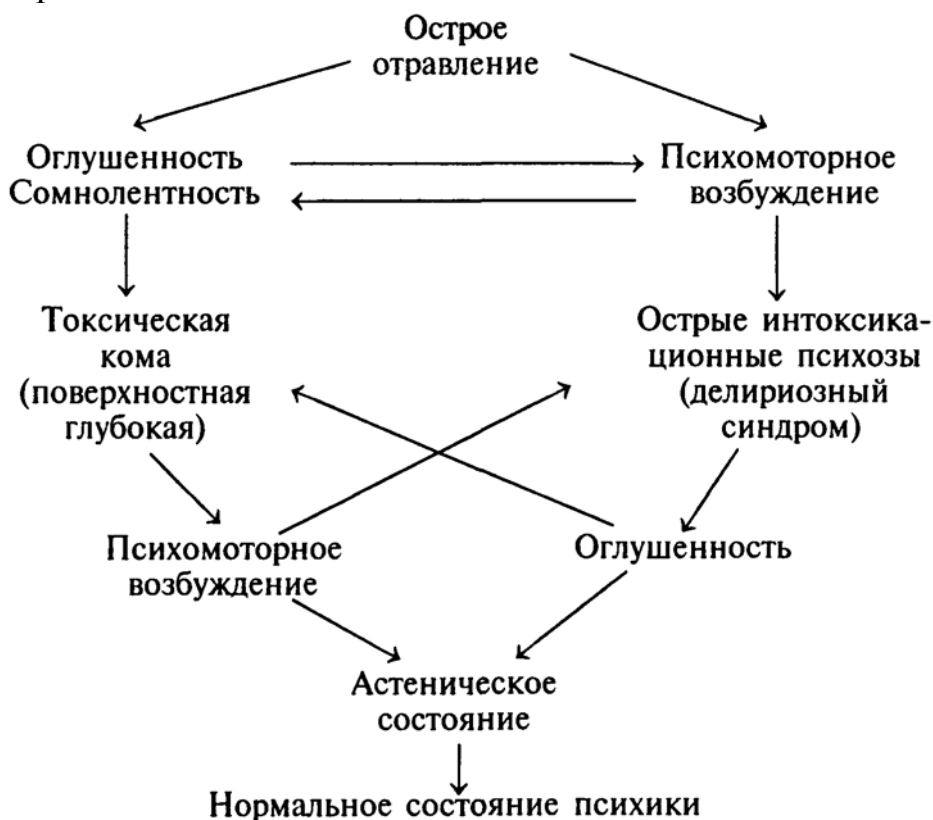 Острое
отравление
Оглушенность
Сомнолентность
Психомоторное
возбуждение
Токсическая
кома
(поверхностная
глубокая)
Острые интоксика-
ционные психозы
(делириозный
синдром)
Психомоторное
возбуждение
Оглушенность
Астеническое
состояние
Нормальное состояние психики